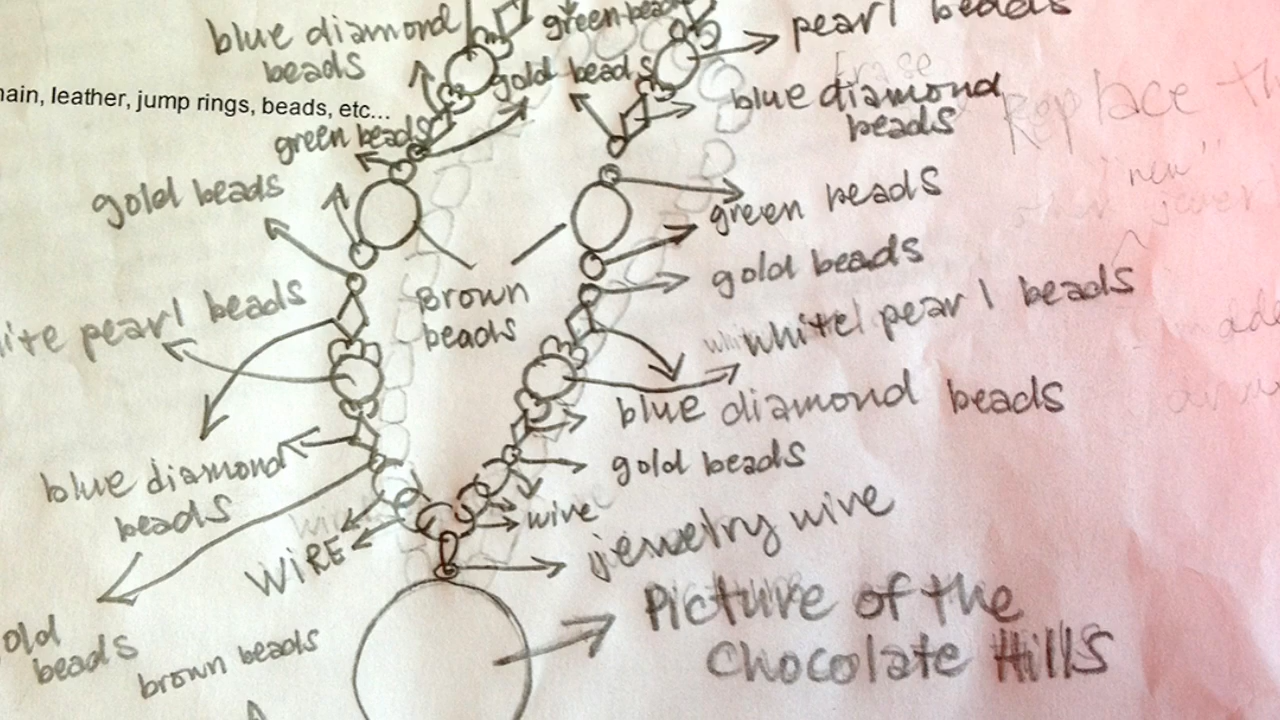 blue diamond
beads
green beads
pearl beads
gold beads
hain, leather, jump rings, beads, etc...
Erase
blue diamond
beads
Replace
green beads
"new"
gold beads
green beads
gold beads
Brown
beads
ite pearl beads
white pearl beads
blue diamond beads
gold beads
blue diamond
beads
wire
WiRE
jewelry wire
old
beads
brown beads
Picture of the
Chocolate Hills